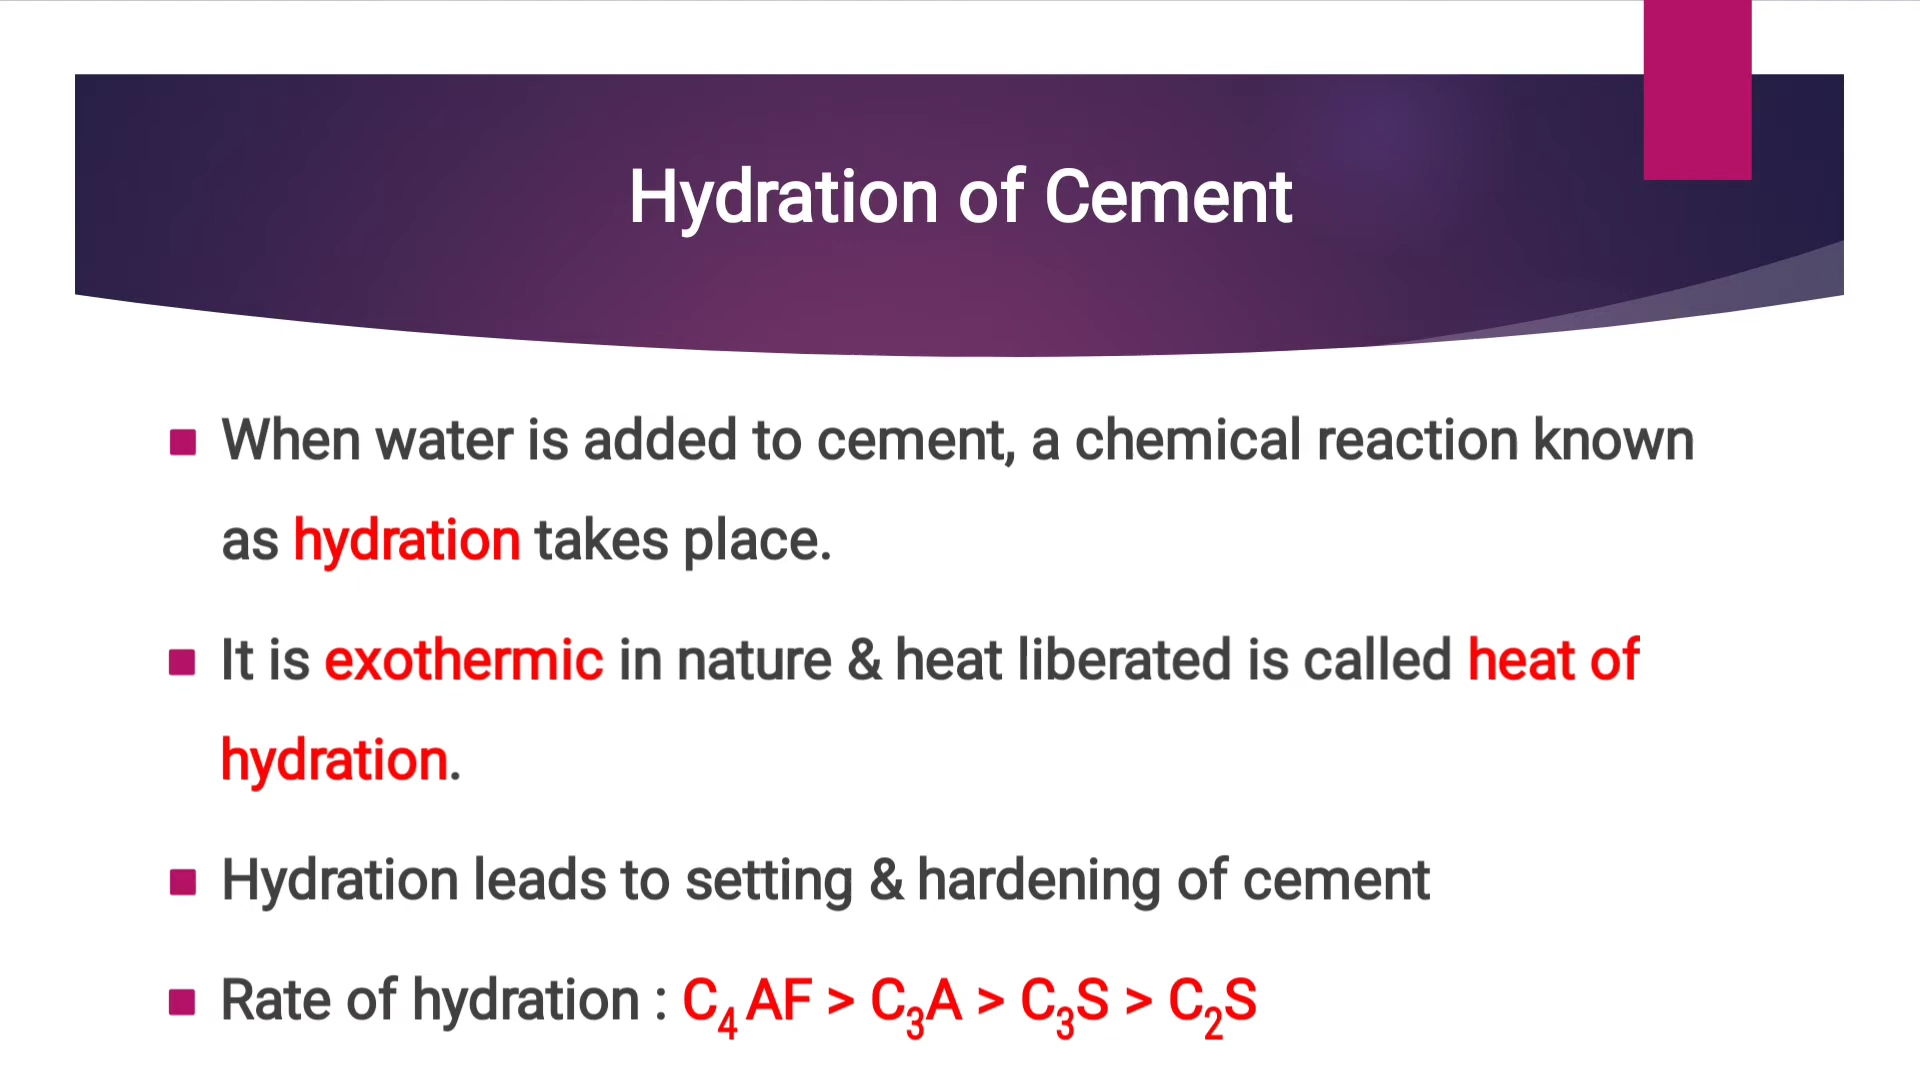 Hydration of Cement
When water is added to cement, a chemical reaction known
as hydration takes place.
It is exothermic in nature & heat liberated is called heat of
hydration.
Hydration leads to setting & hardening of cement
Rate of hydration : C₄ AF > C₃A > C₃S > C₂S